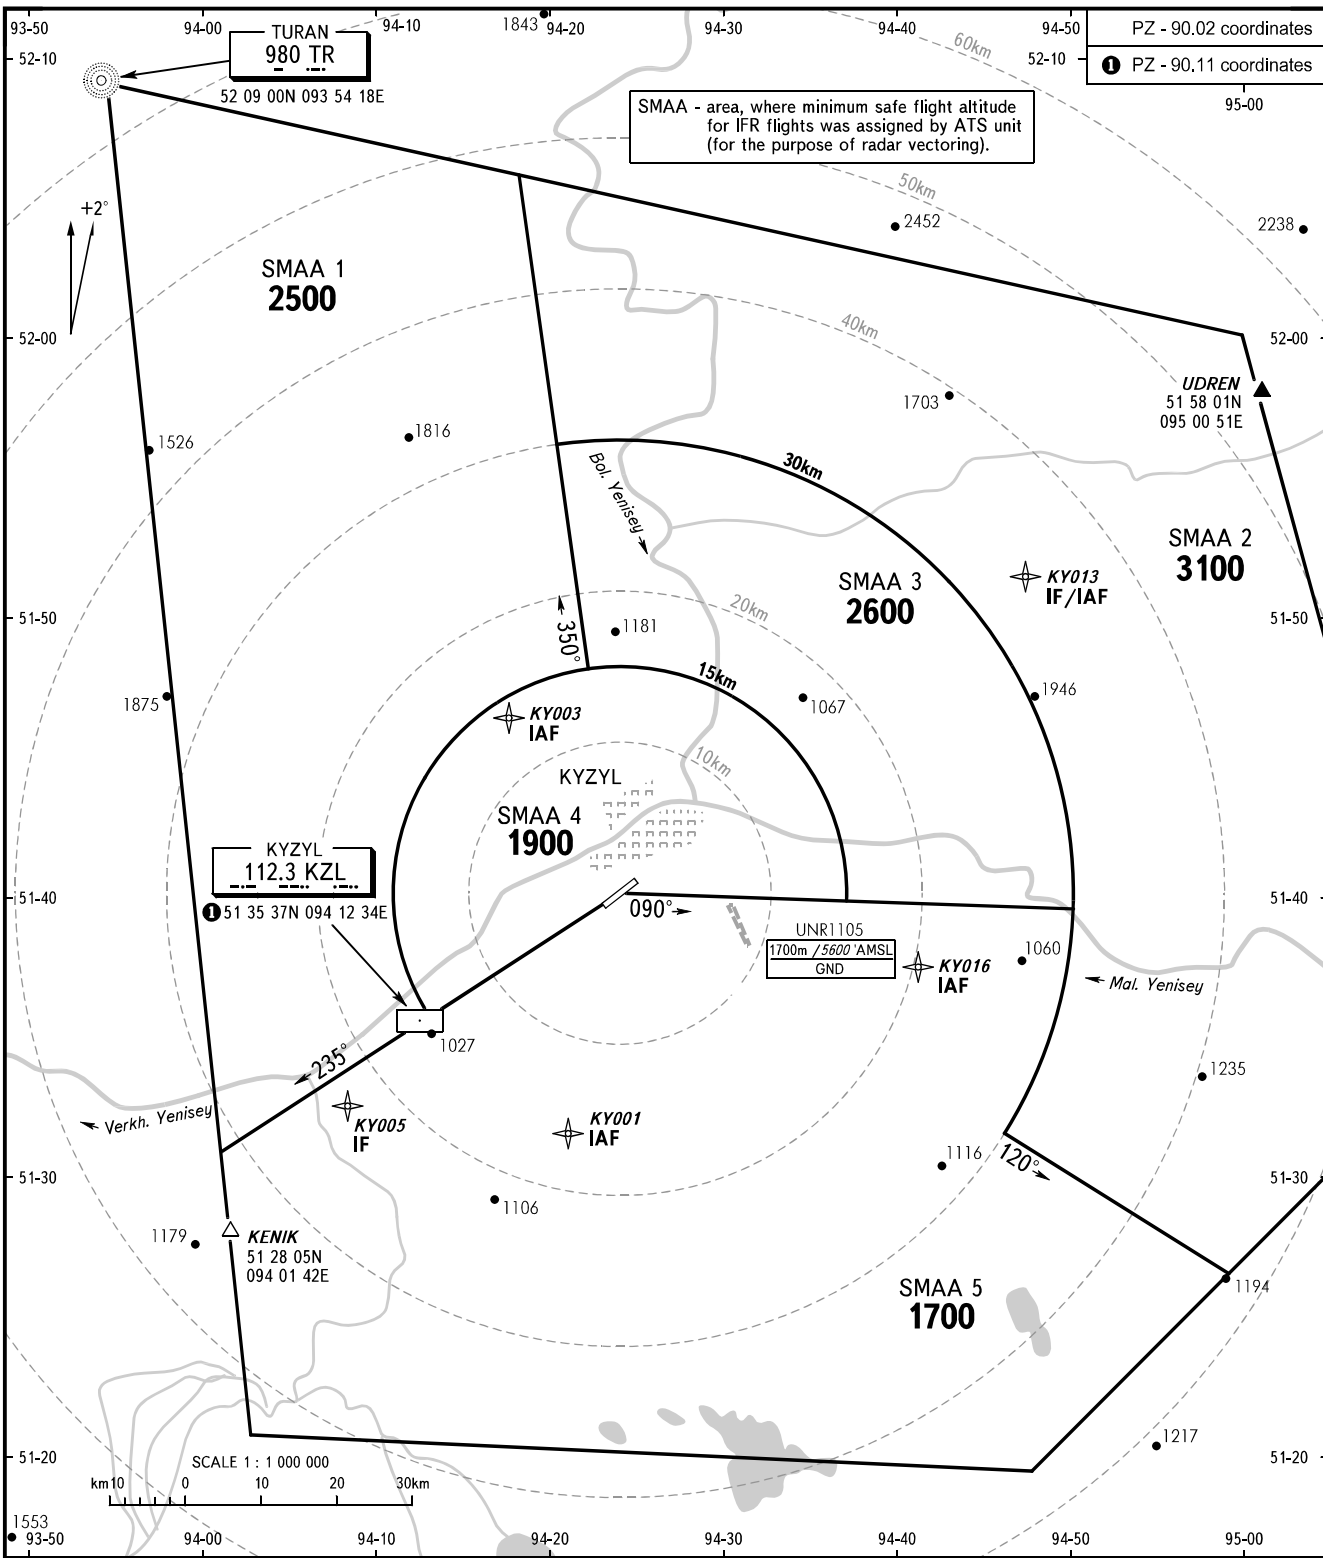 93-50
94-00
94-10
1843
94-20
94-30
94-40
94-50
PZ - 90.02 coordinates
1 PZ - 90.11 coordinates
52-10
52-10
95-00
60km
TURAN
980 TR
52 09 00N 093 54 18E
SMAA - area, where minimum safe flight altitude
for IFR flights was assigned by ATS unit
(for the purpose of radar vectoring).
50km
+2°
2452
2238
SMAA 1
2500
40km
52-00
52-00
UDREN
51 58 01N
095 00 51E
1703
1526
1816
30km
Bol. Yenisey
SMAA 2
3100
SMAA 3
2600
KY013
IF/IAF
20km
51-50
51-50
350°
1181
15km
1875
1067
1946
KY003
IAF
10km
KYZYL
SMAA 4
1900
KYZYL
112.3 KZL
1 51 35 37N 094 12 34E
51-40
51-40
090°
UNR1105
1700m / 5600 'AMSL
GND
1060
KY016
IAF
Mal. Yenisey
1027
235°
1235
Verkh. Yenisey
KY005
IF
KY001
IAF
120°
1116
51-30
51-30
1106
1179
KENIK
51 28 05N
094 01 42E
SMAA 5
1700
1194
1217
51-20
51-20
SCALE 1 : 1 000 000
km10
0
10
20
30km
1553
93-50
94-00
94-10
94-20
94-30
94-40
94-50
95-00